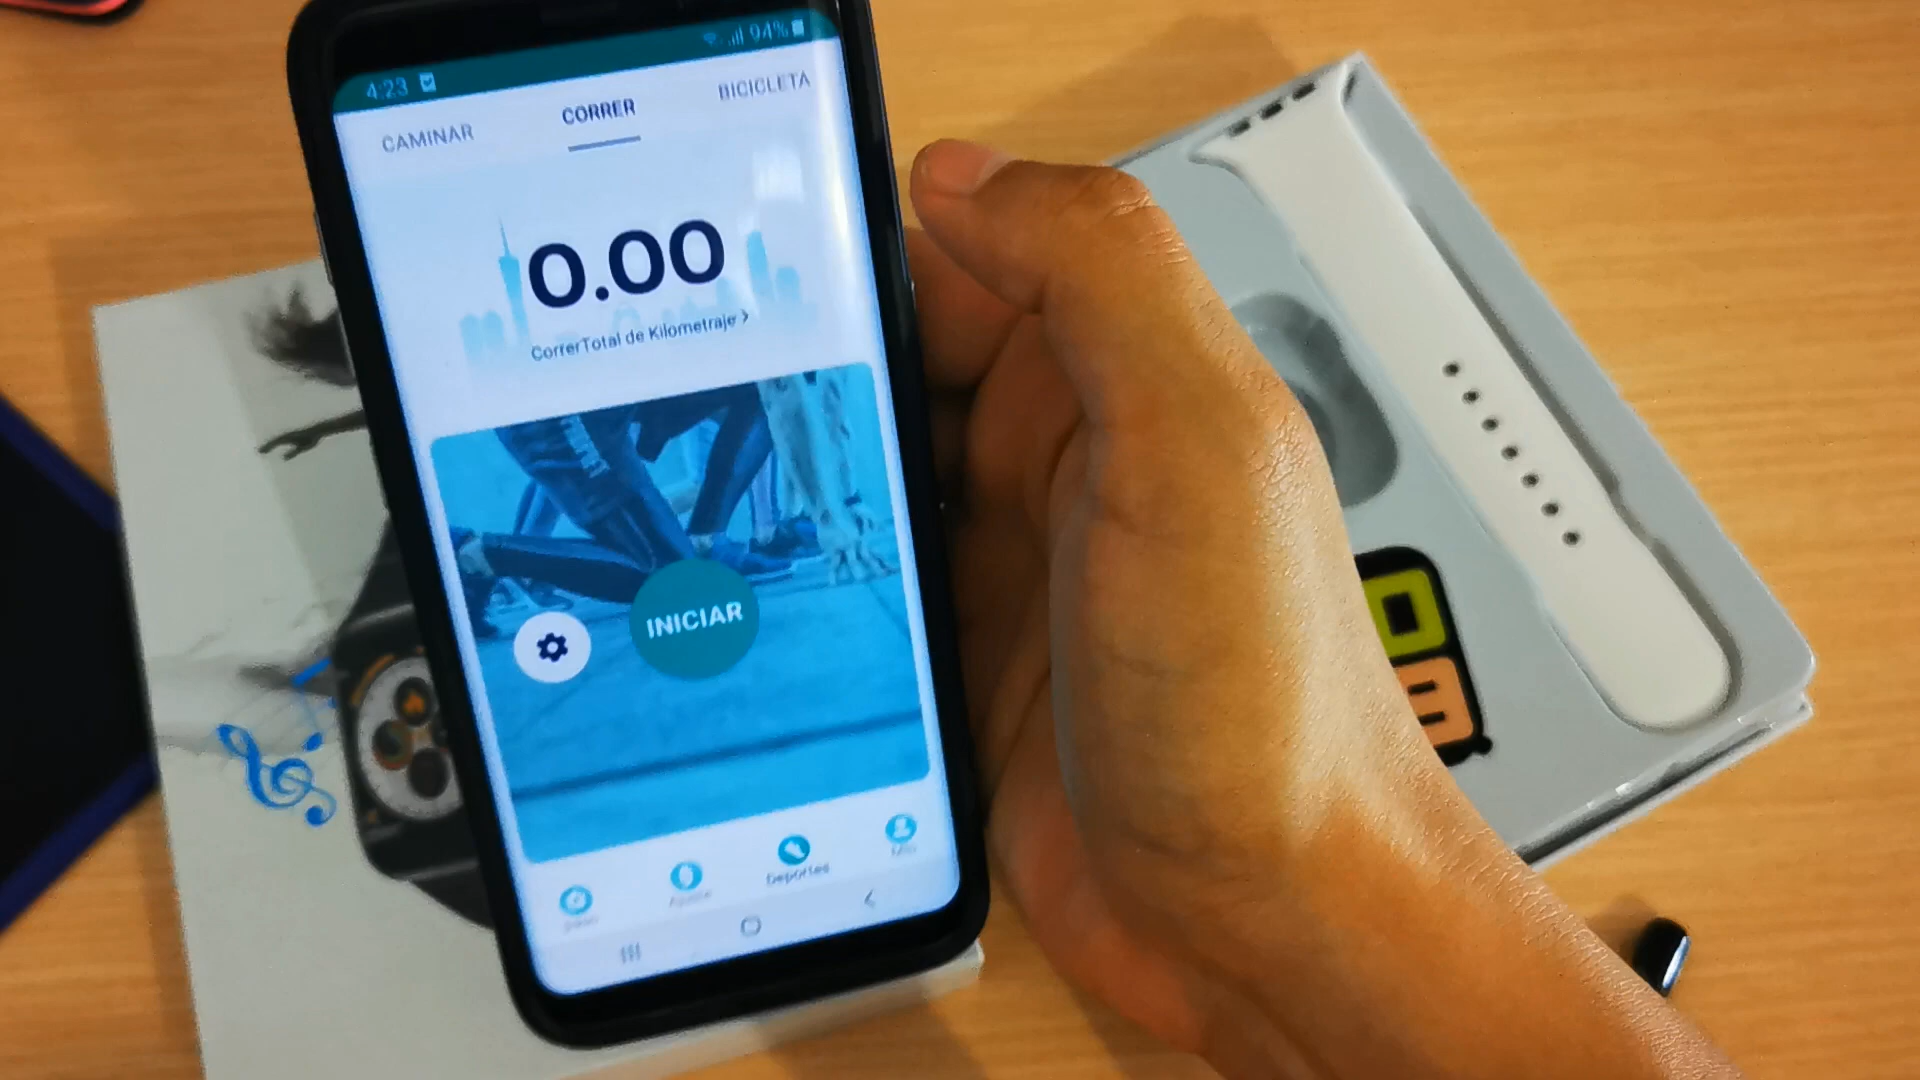 4:23
94%
CAMINAR
CORRER
BICICLETA
0.00
CorrerTotal de Kilometraje >
INICIAR
Deportes